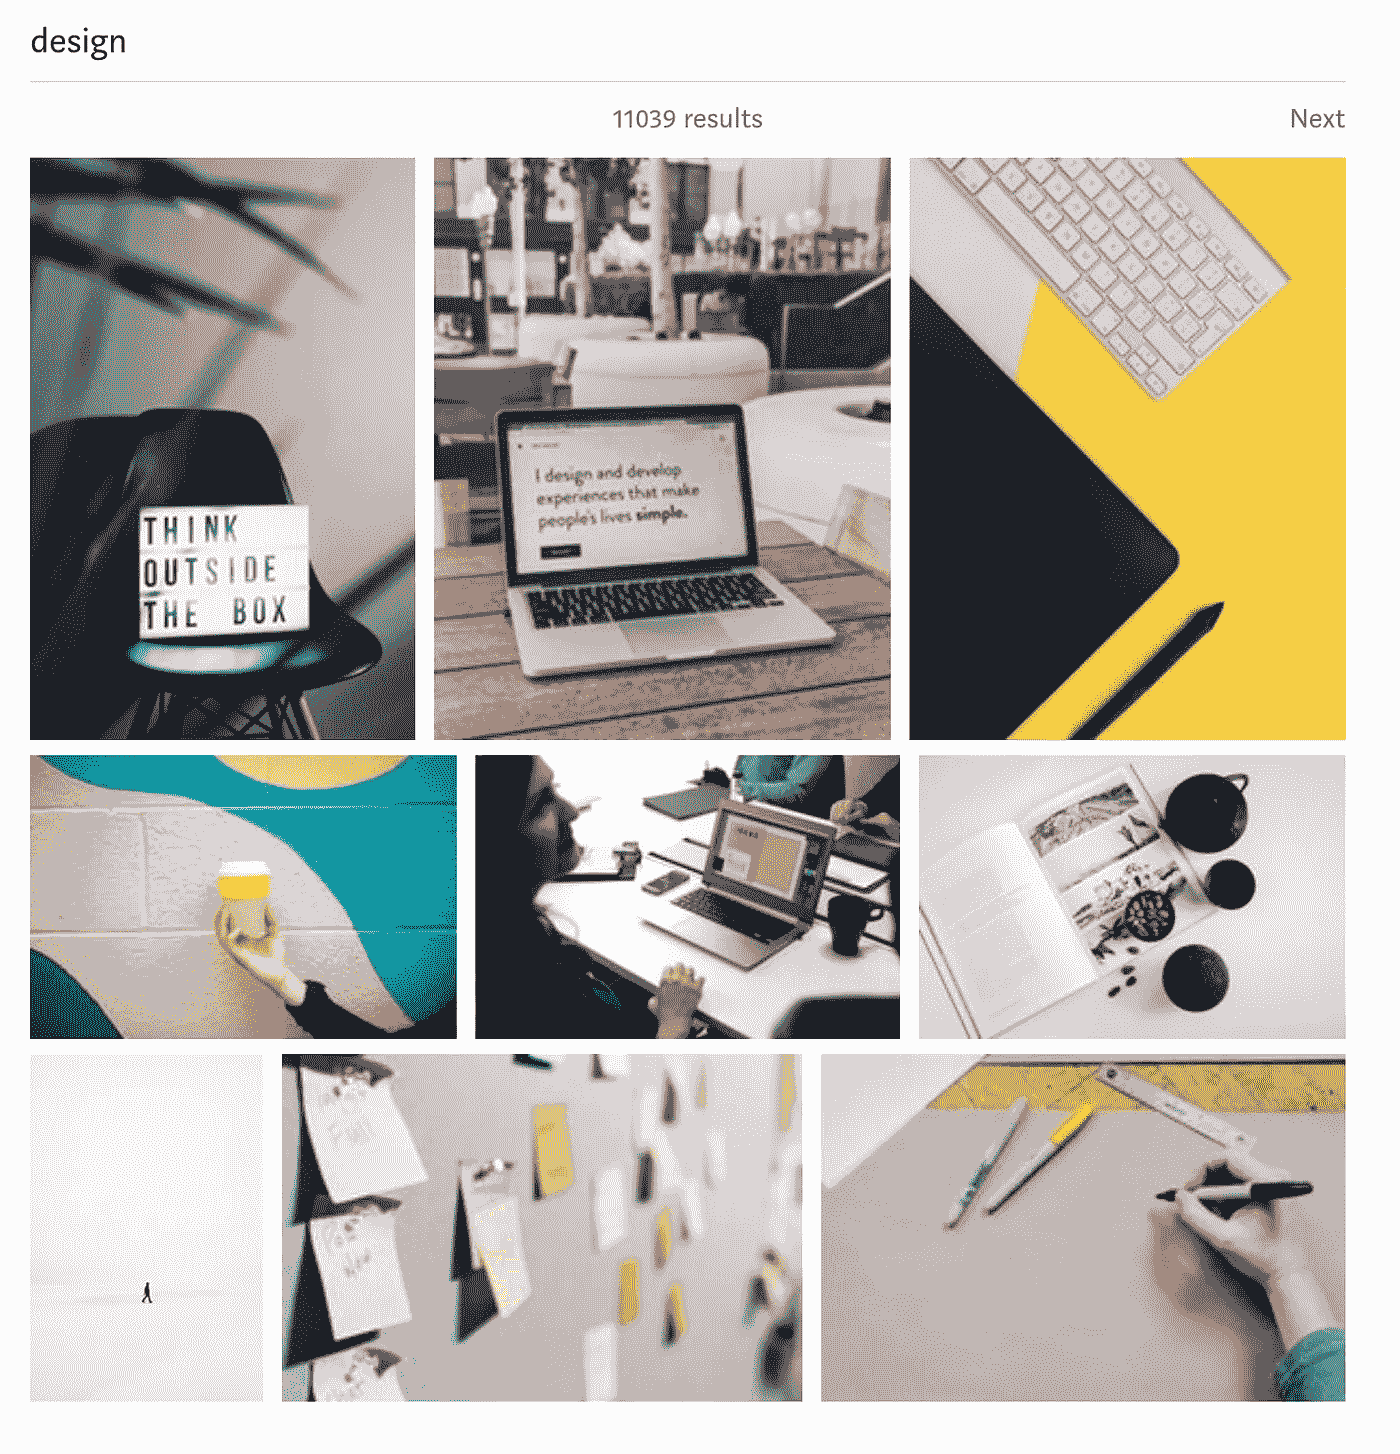 design
11039 results
Next
THINK
OUTSIDE
THE BOX
I design and develop
experiences that make
people's lives simple.